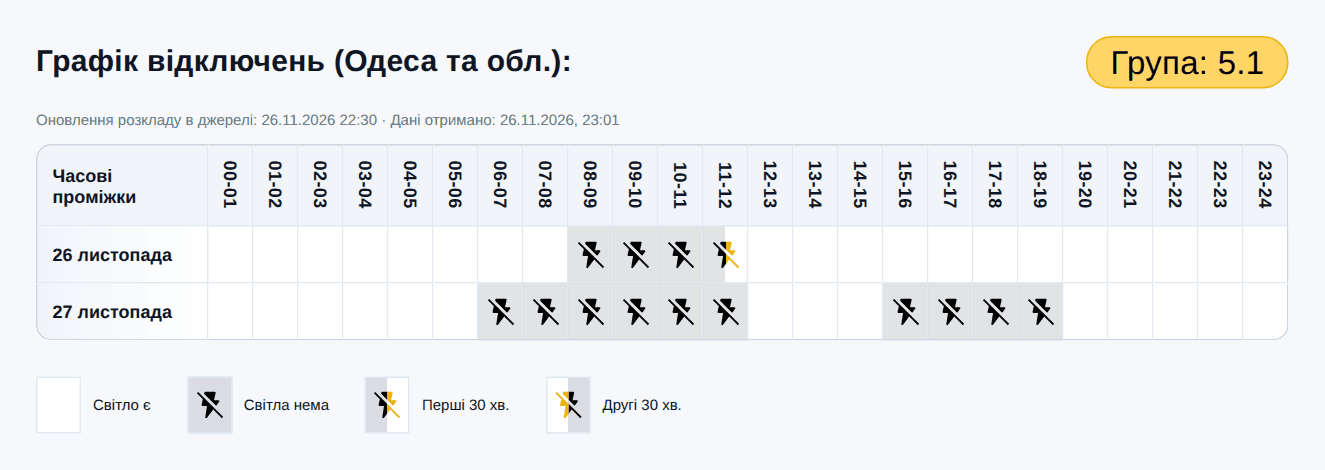 Графік відключень (Одеса та обл.):
Група: 5.1
Оновлення розкладу в джерелі: 26.11.2026 22:30 · Дані отримано: 26.11.2026, 23:01
Часові
проміжки
00-01 01-02 02-03 03-04 04-05 05-06 06-07 07-08 08-09 09-10 10-11 11-12 12-13 13-14 14-15 15-16 16-17 17-18 18-19 19-20 20-21 21-22 22-23 23-24
26 листопада
27 листопада
Світло є Світла нема Перші 30 хв. Другі 30 хв.